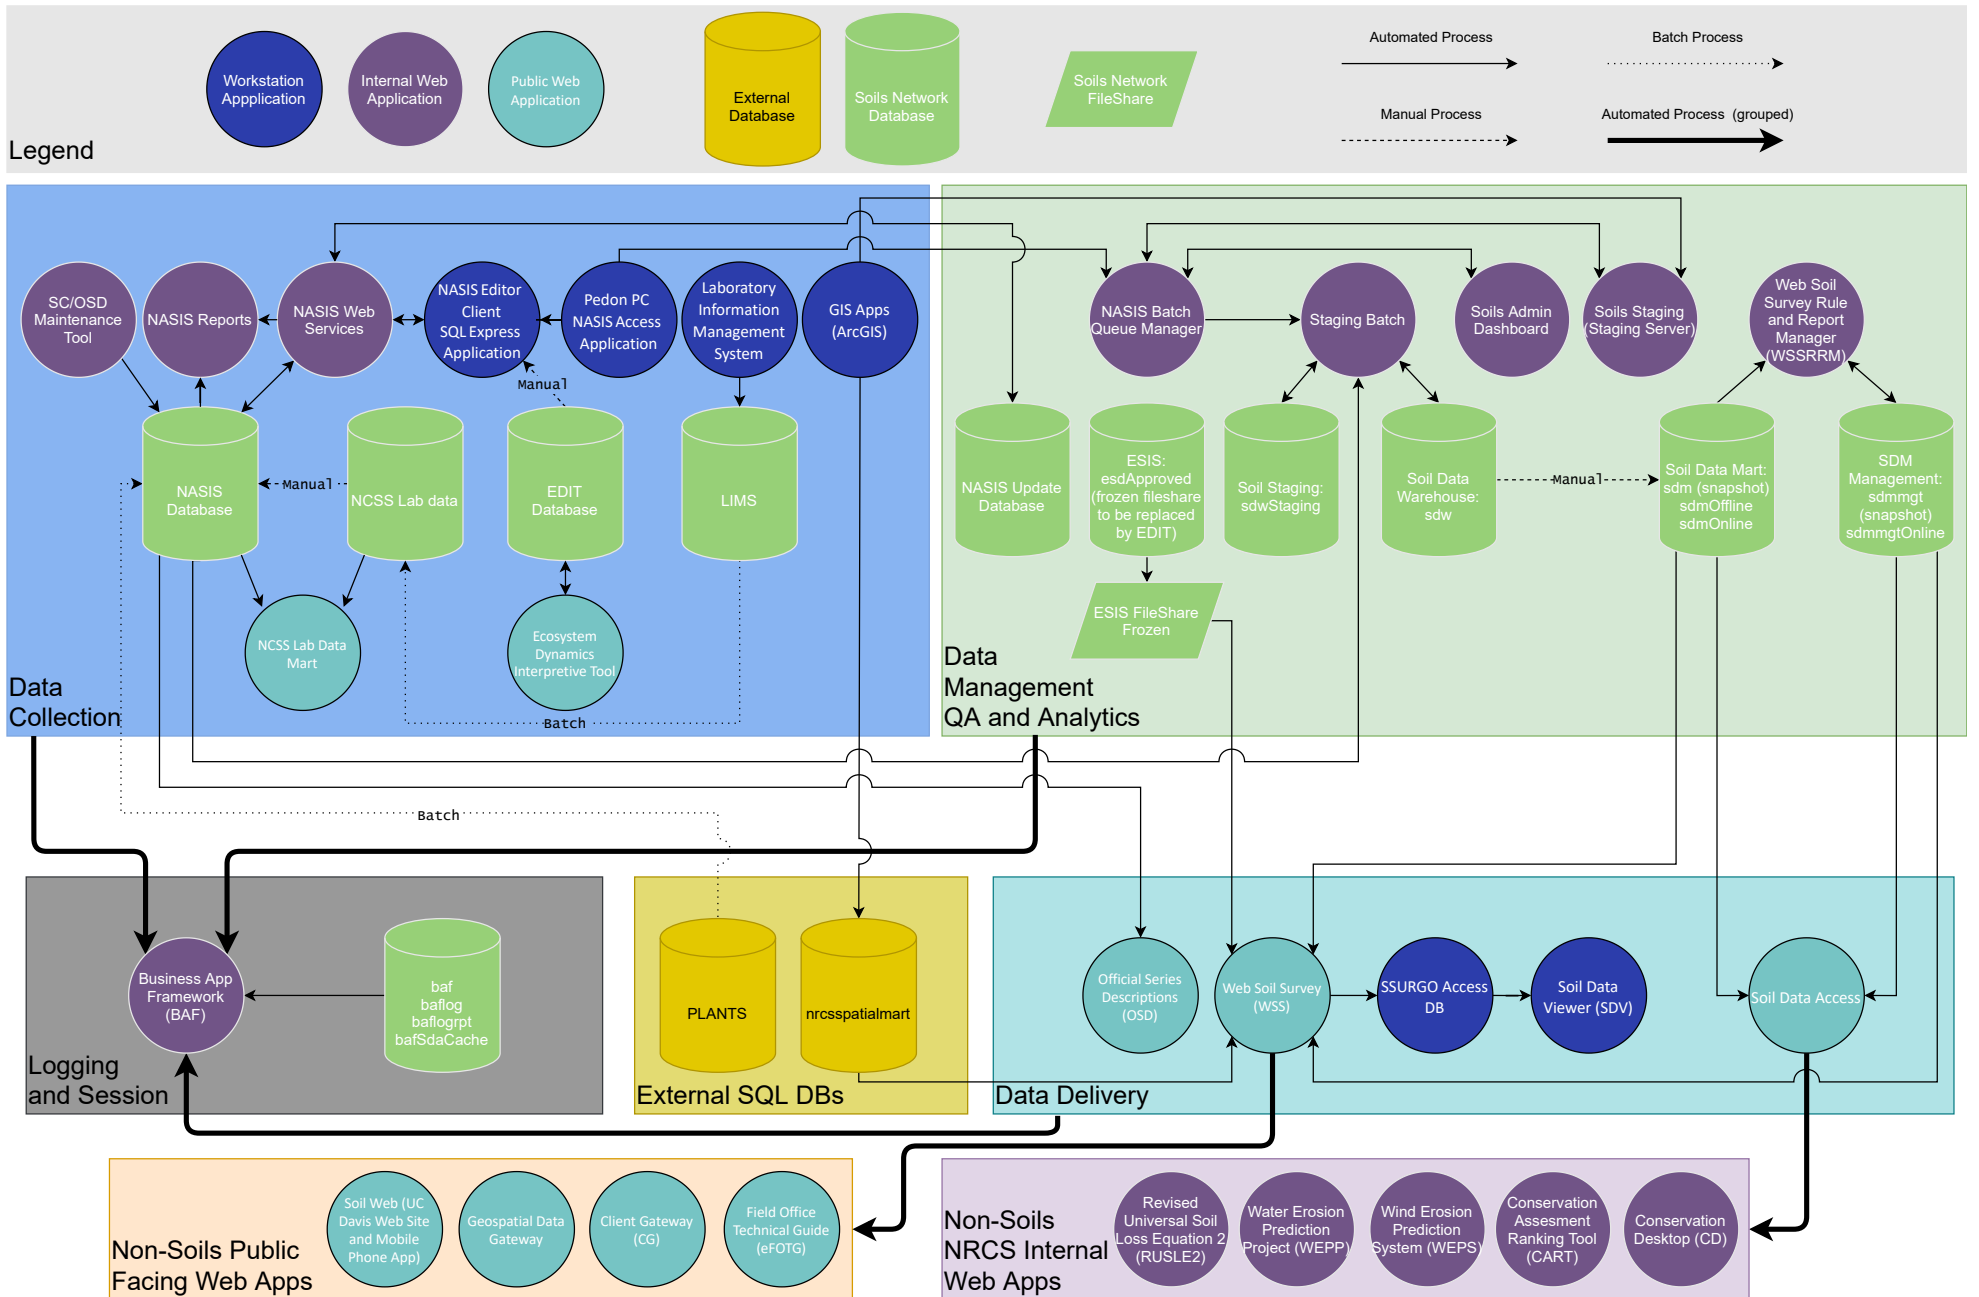 Workstation
Appplication
Internal Web
Application
Public Web
Application
External
Database
Soils Network
Database
Soils Network
FileShare
Automated Process
Batch Process
Manual Process
Automated Process (grouped)
Legend
SC/OSD
Maintenance
Tool
NASIS Reports
NASIS Web
Services
NASIS Editor
Client
SQL Express
Application
Pedon PC
NASIS Access
Application
Laboratory
Information
Management
System
GIS Apps
(ArcGIS)
Manual
NASIS
Database
Manual
NCSS Lab data
EDIT
Database
LIMS
NCSS Lab Data
Mart
Ecosystem
Dynamics
Interpretive Tool
Batch
Data
Collection
NASIS Batch
Queue Manager
Staging Batch
Soils Admin
Dashboard
Soils Staging
(Staging Server)
Web Soil
Survey Rule
and Report
Manager
(WSSRRM)
NASIS Update
Database
ESIS:
esdApproved
(frozen fileshare
to be replaced
by EDIT)
Soil Staging:
sdwStaging
Soil Data
Warehouse:
sdw
Manual
Soil Data Mart:
sdm (snapshot)
sdmOffline
sdmOnline
SDM
Management:
sdmmgt
(snapshot)
sdmmgtOnline
ESIS FileShare
Frozen
Data
Management
QA and Analytics
Batch
Business App
Framework
(BAF)
baf
baflog
baflogrpt
bafSdaCache
Logging
and Session
PLANTS
nrcsspatialmart
External SQL DBs
Official Series
Descriptions
(OSD)
Web Soil Survey
(WSS)
SSURGO Access
DB
Soil Data
Viewer (SDV)
Soil Data Access
Data Delivery
Non-Soils Public
Facing Web Apps
Soil Web (UC
Davis Web Site
and Mobile
Phone App)
Geospatial Data
Gateway
Client Gateway
(CG)
Field Office
Technical Guide
(eFOTG)
Non-Soils
NRCS Internal
Web Apps
Revised
Universal Soil
Loss Equation 2
(RUSLE2)
Water Erosion
Prediction
Project (WEPP)
Wind Erosion
Prediction
System (WEPS)
Conservation
Assesment
Ranking Tool
(CART)
Conservation
Desktop (CD)